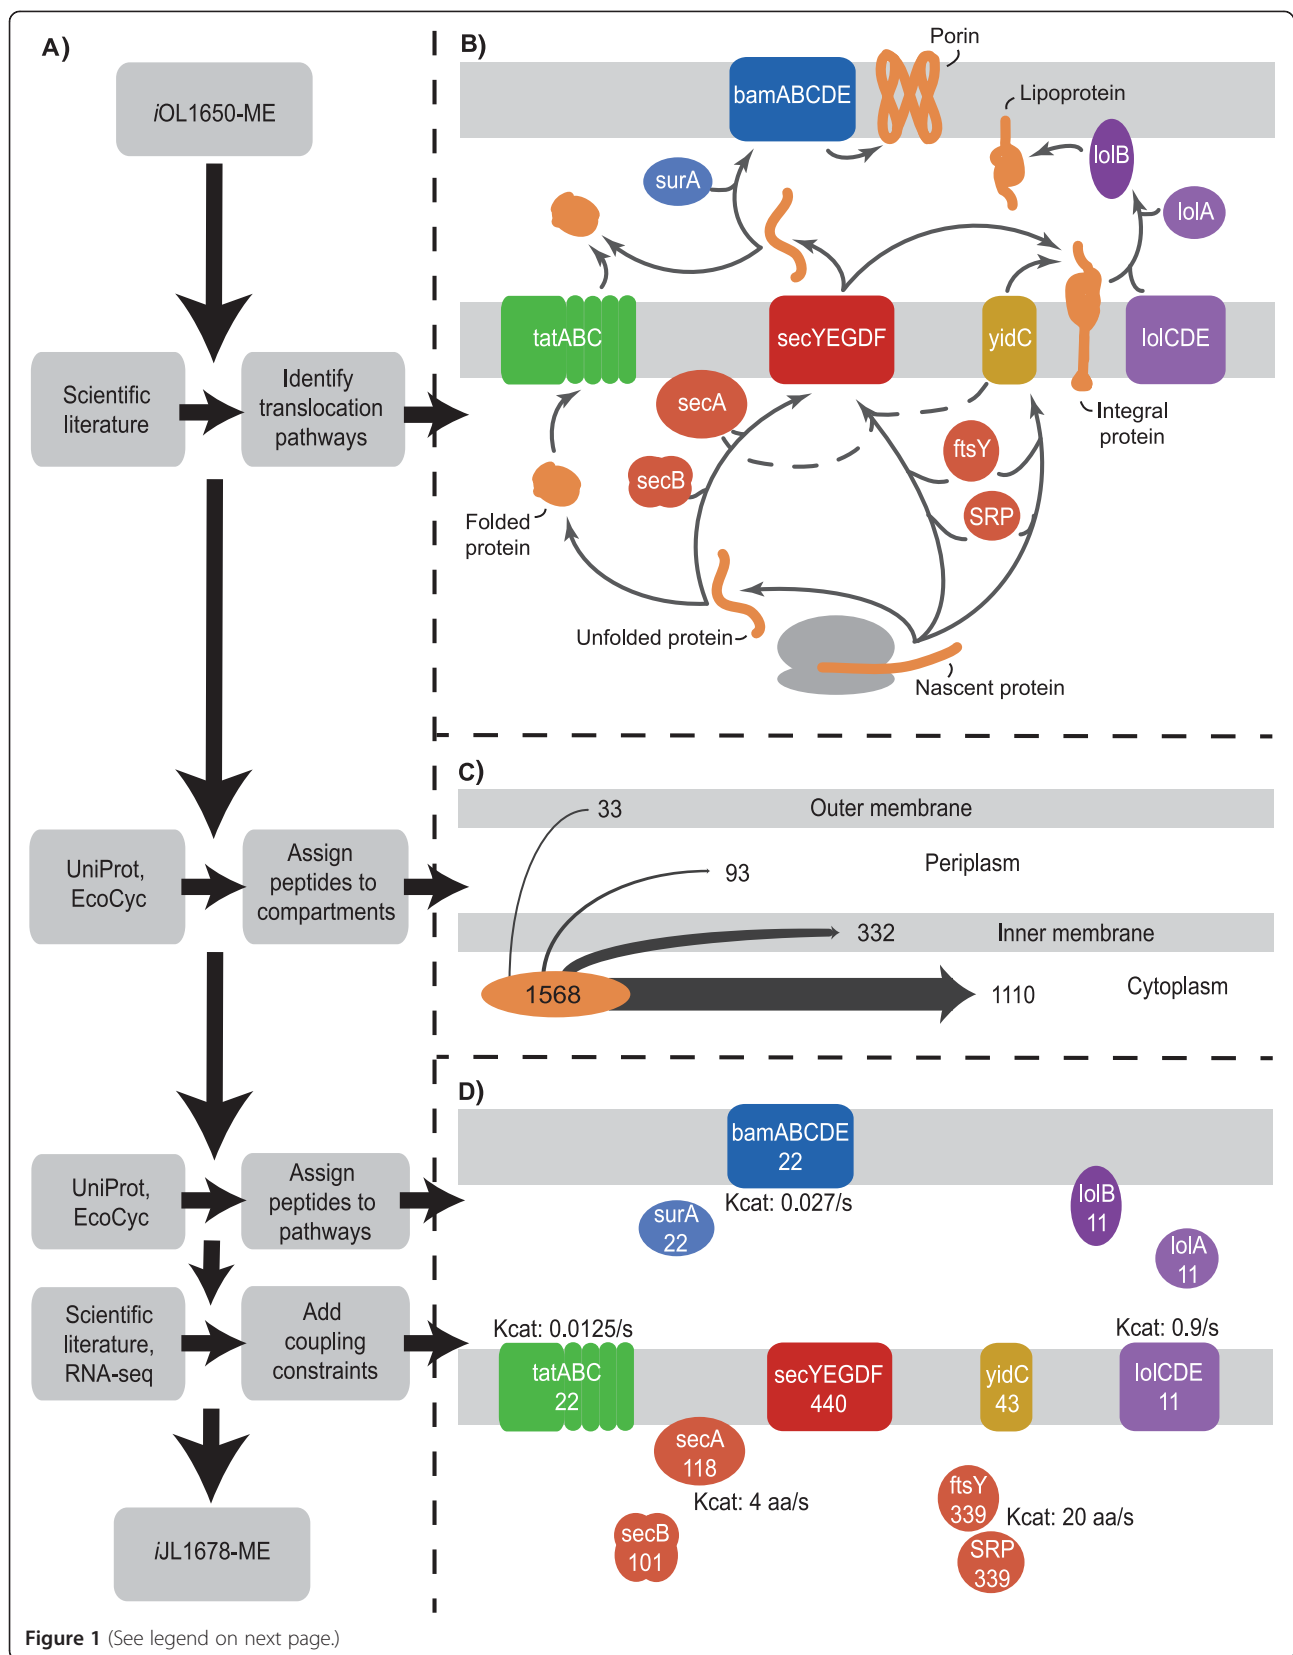 A)
iOL1650-ME
Scientific
literature
Identify
translocation
pathways
UniProt,
EcoCyc
Assign
peptides to
compartments
UniProt,
EcoCyc
Assign
peptides to
pathways
Scientific
literature,
RNA-seq
Add
coupling
constraints
iJL1678-ME
B)
Porin
bamABCDE
Lipoprotein
surA
lolB
lolA
tatABC
secYEGDF
yidC
lolCDE
secA
Integral
protein
ftsY
secB
SRP
Folded
protein
Unfolded protein
Nascent protein
C)
33
Outer membrane
Periplasm
93
332
Inner membrane
1568
1110
Cytoplasm
D)
bamABCDE
22
Kcat: 0.027/s
surA
22
lolB
11
lolA
11
Kcat: 0.0125/s
Kcat: 0.9/s
tatABC
22
secYEGDF
440
yidC
43
lolCDE
11
secA
118
Kcat: 4 aa/s
ftsY
339
Kcat: 20 aa/s
secB
101
SRP
339
Figure 1 (See legend on next page.)